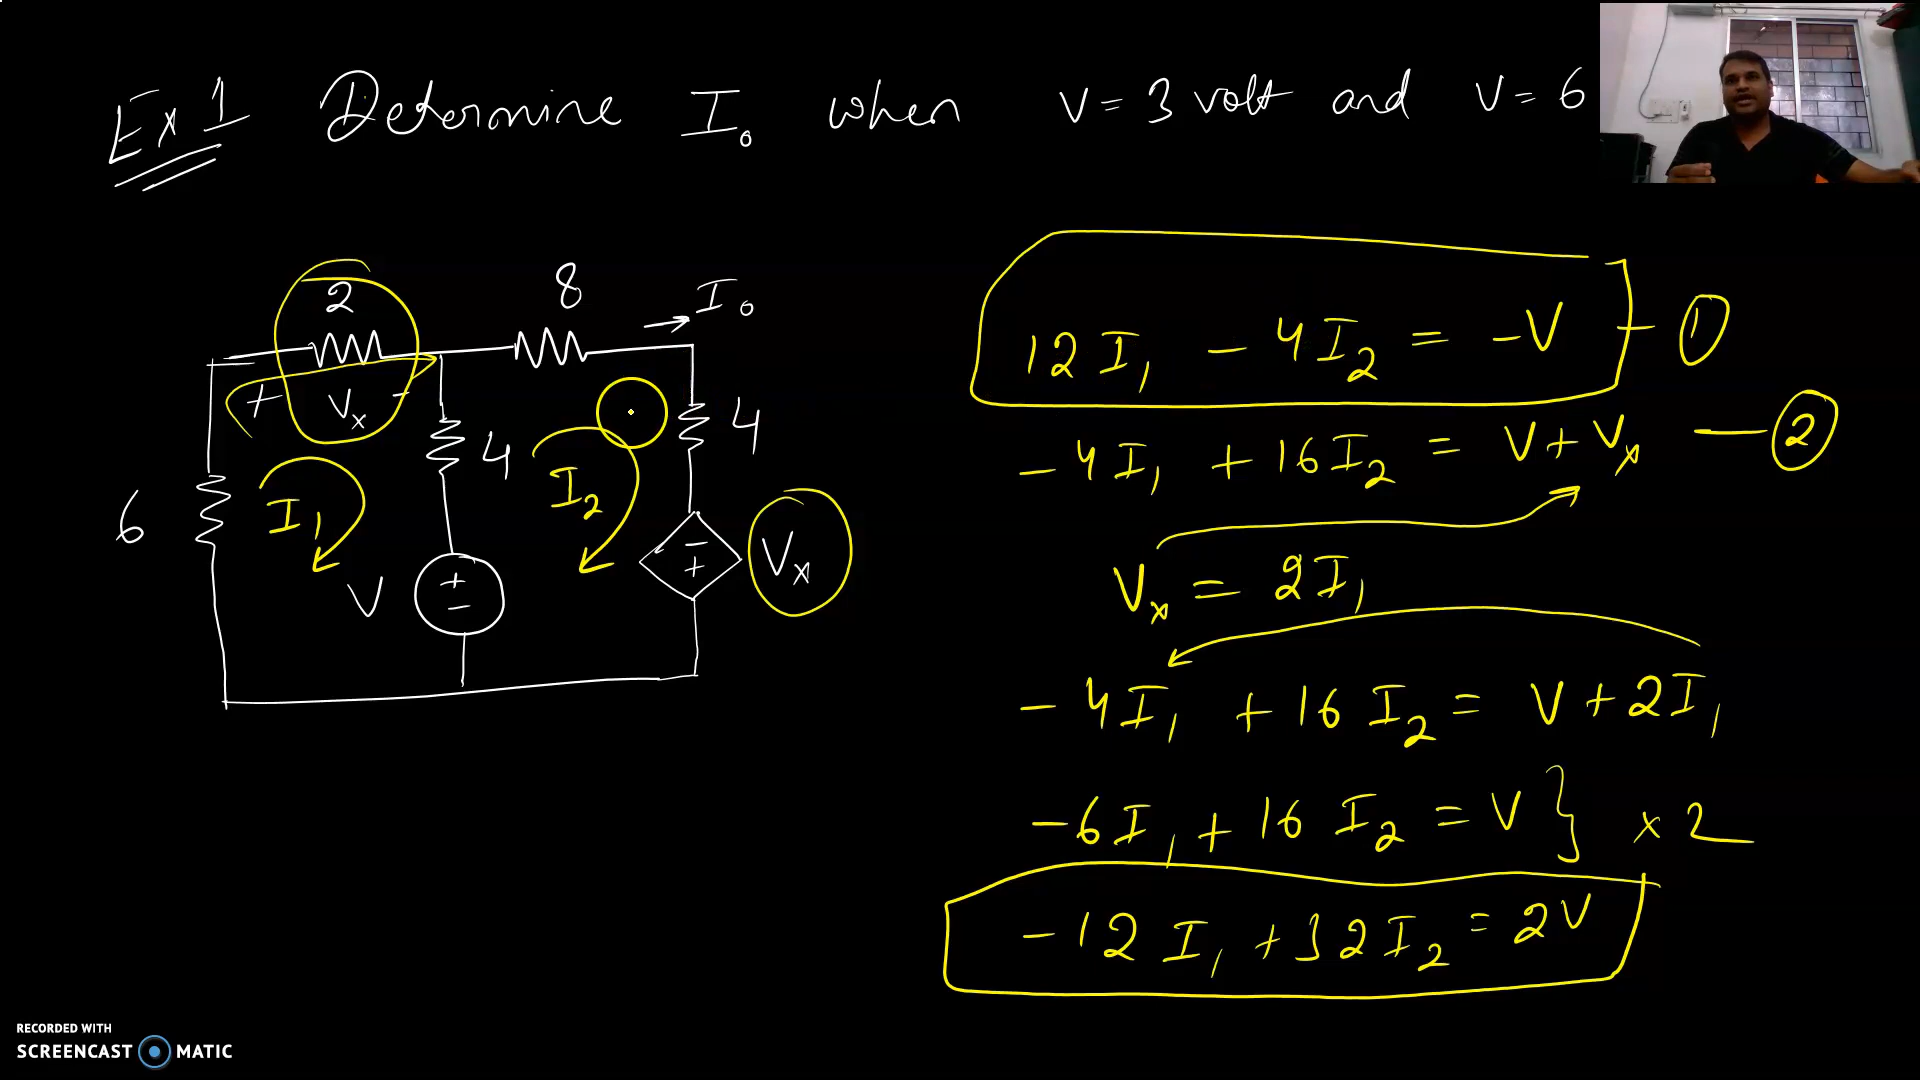 Ex 1 Determine I₀ when V = 3 volt and V = 6
2
8
I₀
+ Vₓ -
4
4
6
I₁
I₂
V
+
-
-
+
Vₓ
12 I₁ - 4 I₂ = -V - ①
- 4 I₁ + 16 I₂ = V + Vₓ — ②
Vₓ = 2 I₁
- 4 I₁ + 16 I₂ = V + 2 I₁
- 6 I₁ + 16 I₂ = V } × 2
- 12 I₁ + 32 I₂ = 2V
RECORDED WITH
SCREENCAST MATIC